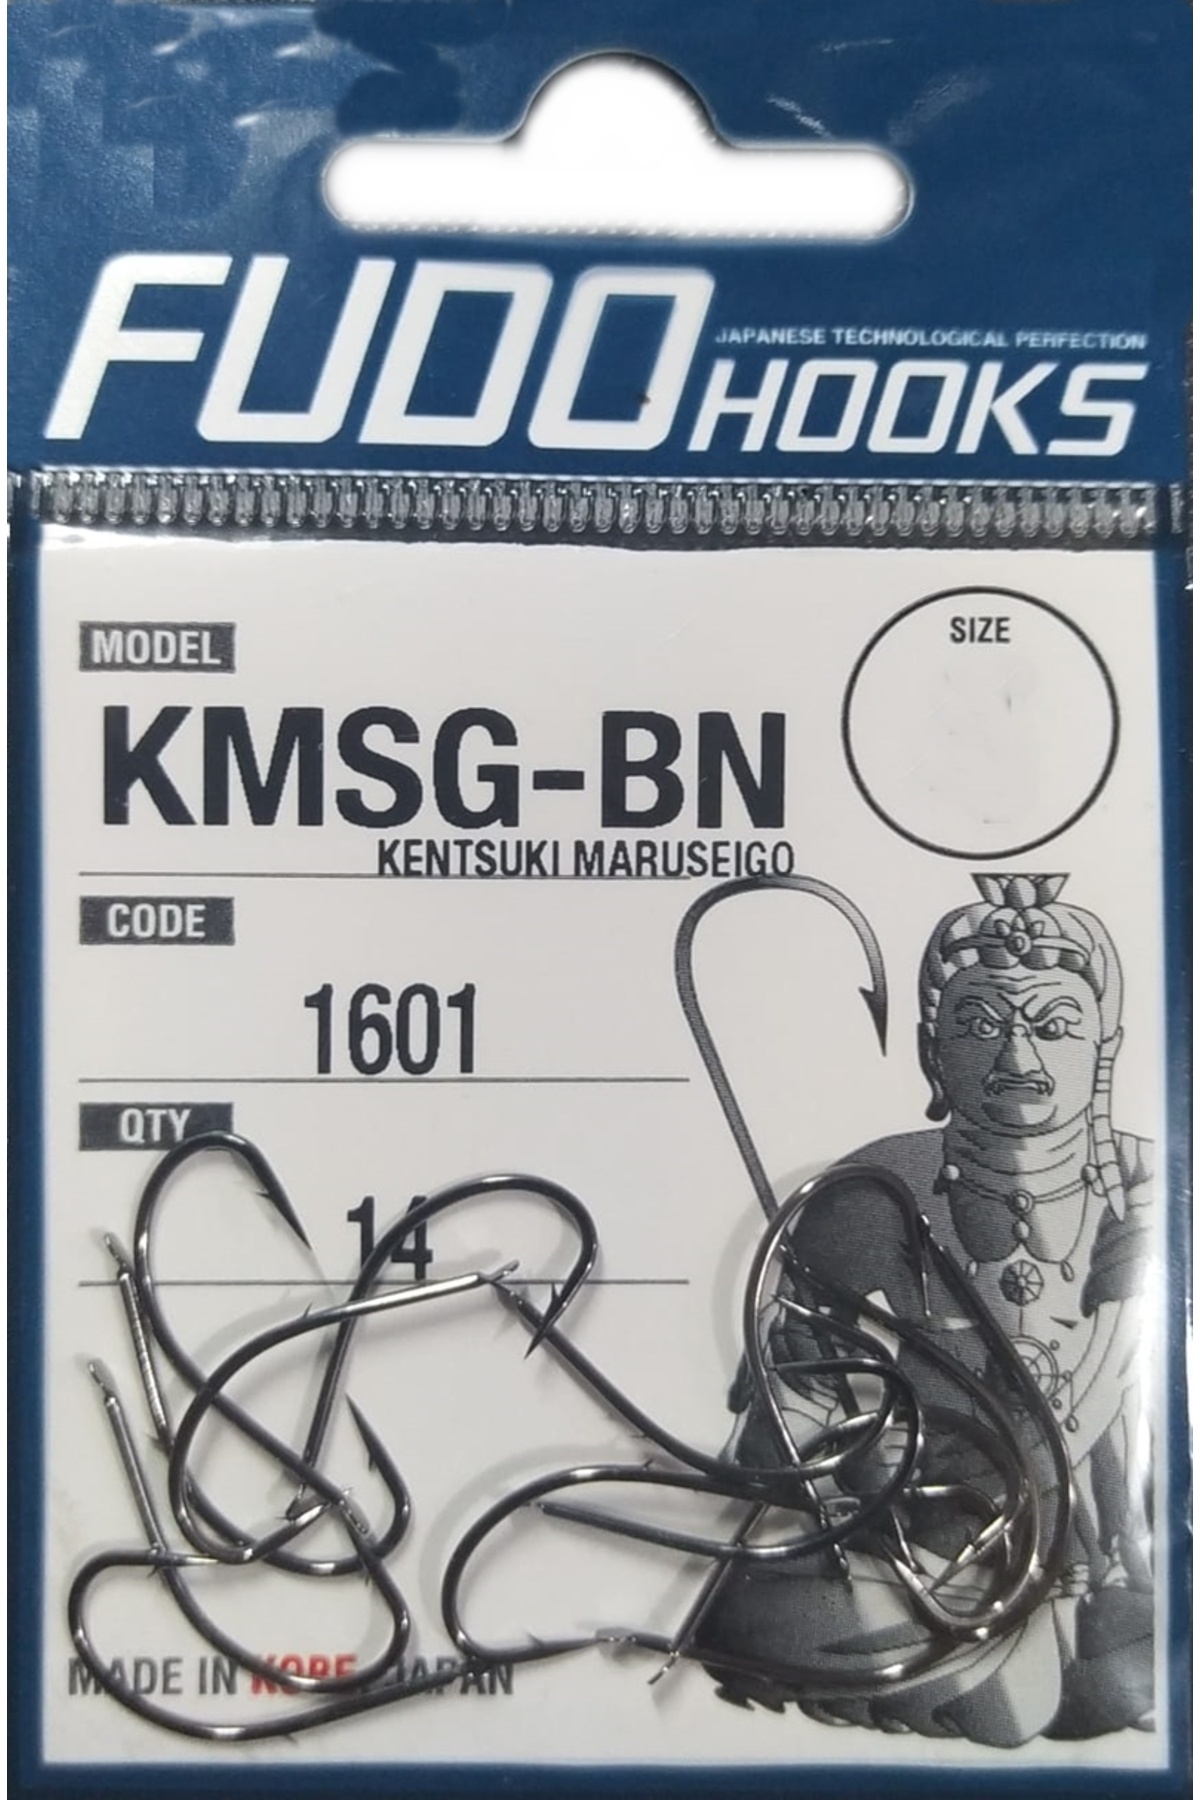 FUDO
JAPANESE TECHNOLOGICAL PERFECTION
HOOKS
MODEL
SIZE
KMSG-BN
KENTSUKI MARUSEIGO
CODE
1601
QTY
14
MADE IN KOBE, JAPAN